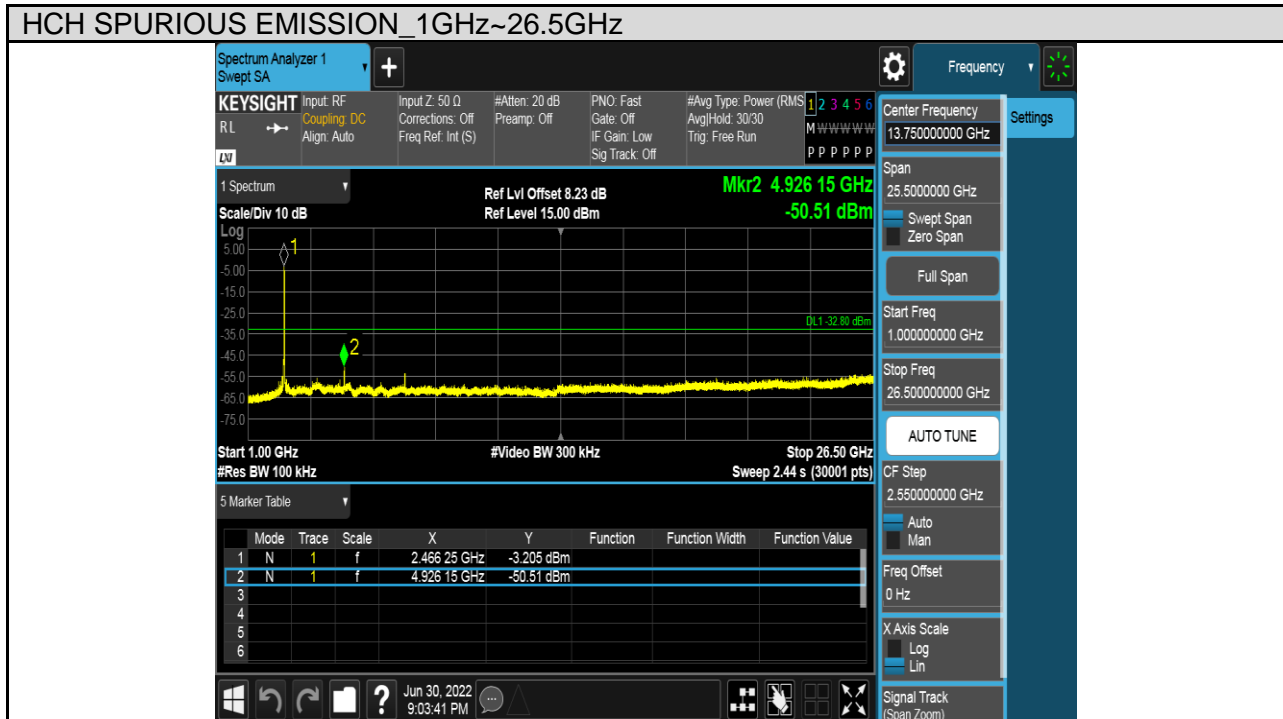 HCH SPURIOUS EMISSION_1GHz~26.5GHz
Spectrum Analyzer 1
Swept SA
+
Frequency
KEYSIGHT
RL
LXI
Input: RF
Coupling: DC
Align: Auto
Input Z: 50 Ω
Corrections: Off
Freq Ref: Int (S)
#Atten: 20 dB
Preamp: Off
PNO: Fast
Gate: Off
IF Gain: Low
Sig Track: Off
#Avg Type: Power (RMS
Avg|Hold: 30/30
Trig: Free Run
1 2 3 4 5 6
M W W W W W
P P P P P P
1 Spectrum
Scale/Div 10 dB
Ref Lvl Offset 8.23 dB
Ref Level 15.00 dBm
Mkr2 4.926 15 GHz
-50.51 dBm
Log
5.00
-5.00
-15.0
-25.0
-35.0
-45.0
-55.0
-65.0
-75.0
1
2
DL1 -32.80 dBm
Start 1.00 GHz
#Video BW 300 kHz
Stop 26.50 GHz
#Res BW 100 kHz
Sweep 2.44 s (30001 pts)
5 Marker Table
Mode Trace Scale X Y Function Function Width Function Value
1 N 1 f 2.466 25 GHz -3.205 dBm
2 N 1 f 4.926 15 GHz -50.51 dBm
3
4
5
6
?
Jun 30, 2022
9:03:41 PM
Center Frequency
13.75000000 GHz
Settings
Span
25.5000000 GHz
Swept Span
Zero Span
Full Span
Start Freq
1.000000000 GHz
Stop Freq
26.500000000 GHz
AUTO TUNE
CF Step
2.550000000 GHz
Auto
Man
Freq Offset
0 Hz
X Axis Scale
Log
Lin
Signal Track
(Span Zoom)